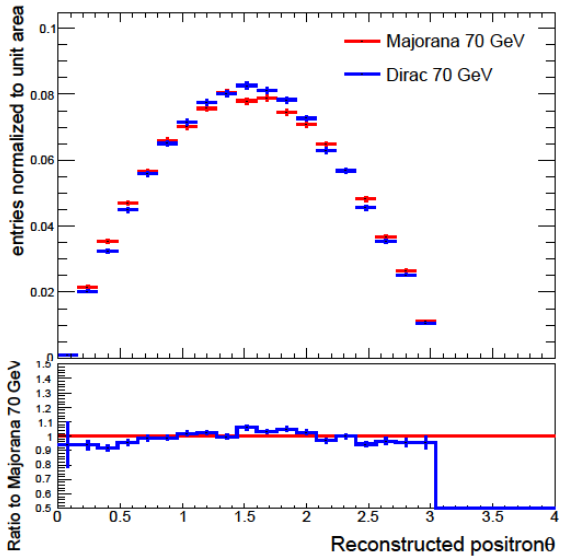 entries normalized to unit area
0.1
0.08
0.06
0.04
0.02
0
Majorana 70 GeV
Dirac 70 GeV
Ratio to Majorana 70 GeV
1.5
1.4
1.3
1.2
1.1
1
0.9
0.8
0.7
0.6
0.5
0 0.5 1 1.5 2 2.5 3 3.5 4
Reconstructed positronθ